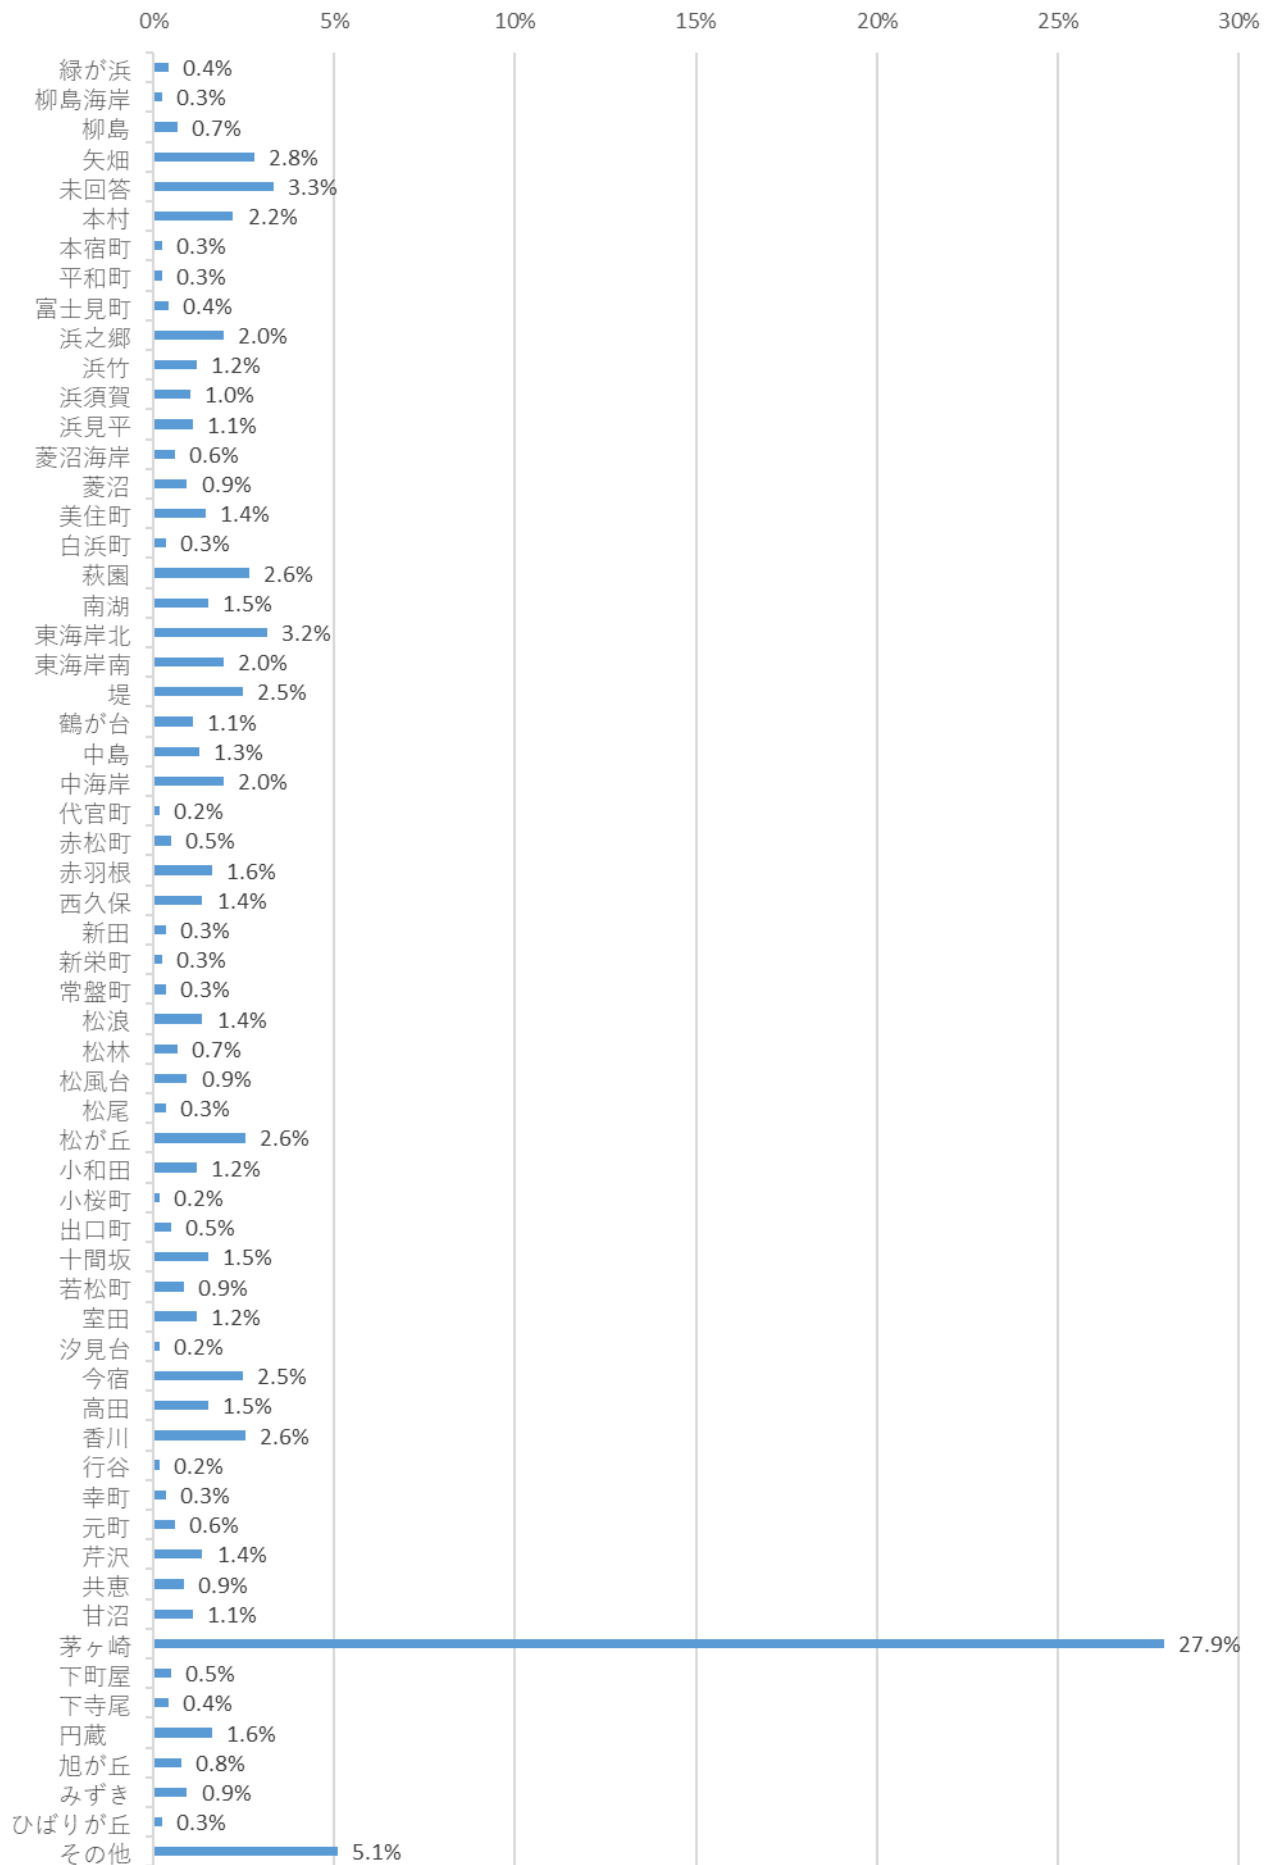 0% 5% 10% 15% 20% 25% 30%
緑が浜 0.4%
柳島海岸 0.3%
柳島 0.7%
矢畑 2.8%
未回答 3.3%
本村 2.2%
本宿町 0.3%
平和町 0.3%
富士見町 0.4%
浜之郷 2.0%
浜竹 1.2%
浜須賀 1.0%
浜見平 1.1%
菱沼海岸 0.6%
菱沼 0.9%
美住町 1.4%
白浜町 0.3%
萩園 2.6%
南湖 1.5%
東海岸北 3.2%
東海岸南 2.0%
堤 2.5%
鶴が台 1.1%
中島 1.3%
中海岸 2.0%
代官町 0.2%
赤松町 0.5%
赤羽根 1.6%
西久保 1.4%
新田 0.3%
新栄町 0.3%
常盤町 0.3%
松浪 1.4%
松林 0.7%
松風台 0.9%
松尾 0.3%
松が丘 2.6%
小和田 1.2%
小桜町 0.2%
出口町 0.5%
十間坂 1.5%
若松町 0.9%
室田 1.2%
汐見台 0.2%
今宿 2.5%
高田 1.5%
香川 2.6%
行谷 0.2%
幸町 0.3%
元町 0.6%
芹沢 1.4%
共恵 0.9%
甘沼 1.1%
茅ヶ崎 27.9%
下町屋 0.5%
下寺尾 0.4%
円蔵 1.6%
旭が丘 0.8%
みずき 0.9%
ひばりが丘 0.3%
その他 5.1%